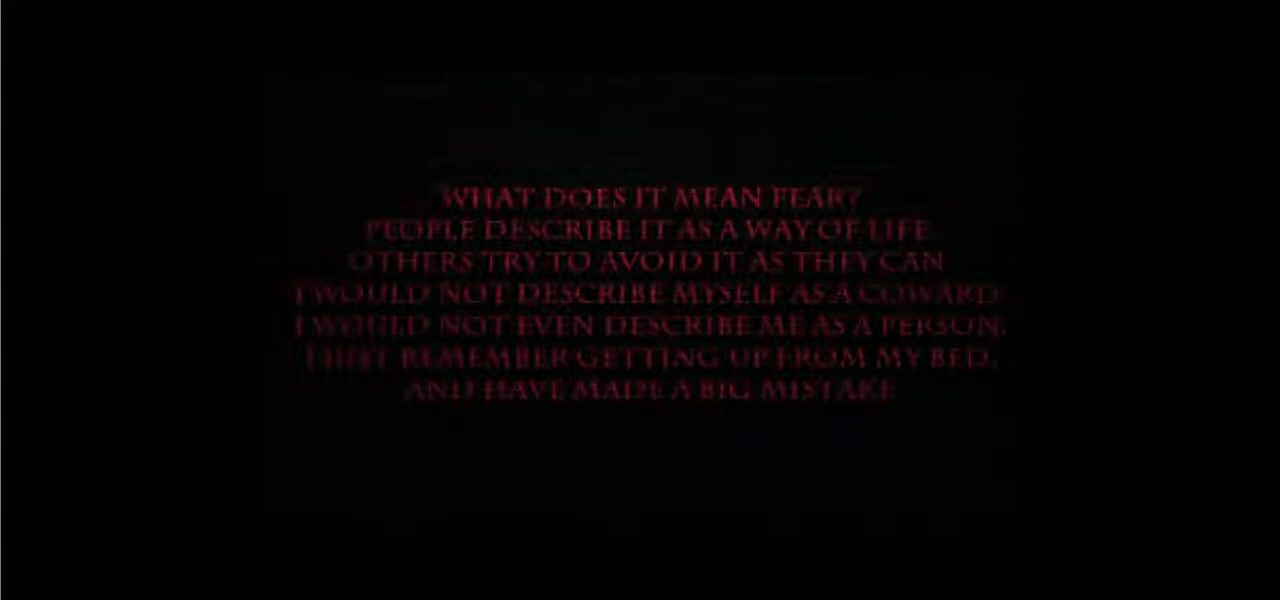 WHAT DOES IT MEAN FEAR?
PEOPLE DESCRIBE IT AS A WAY OF LIFE
OTHERS TRY TO AVOID IT AS THEY CAN
I WOULD NOT DESCRIBE MYSELF AS A COWARD
I WOULD NOT EVEN DESCRIBE ME AS A PERSON.
I REMEMBER GETTING UP FROM MY BED.
AND HAVE MADE A BIG MISTAKE